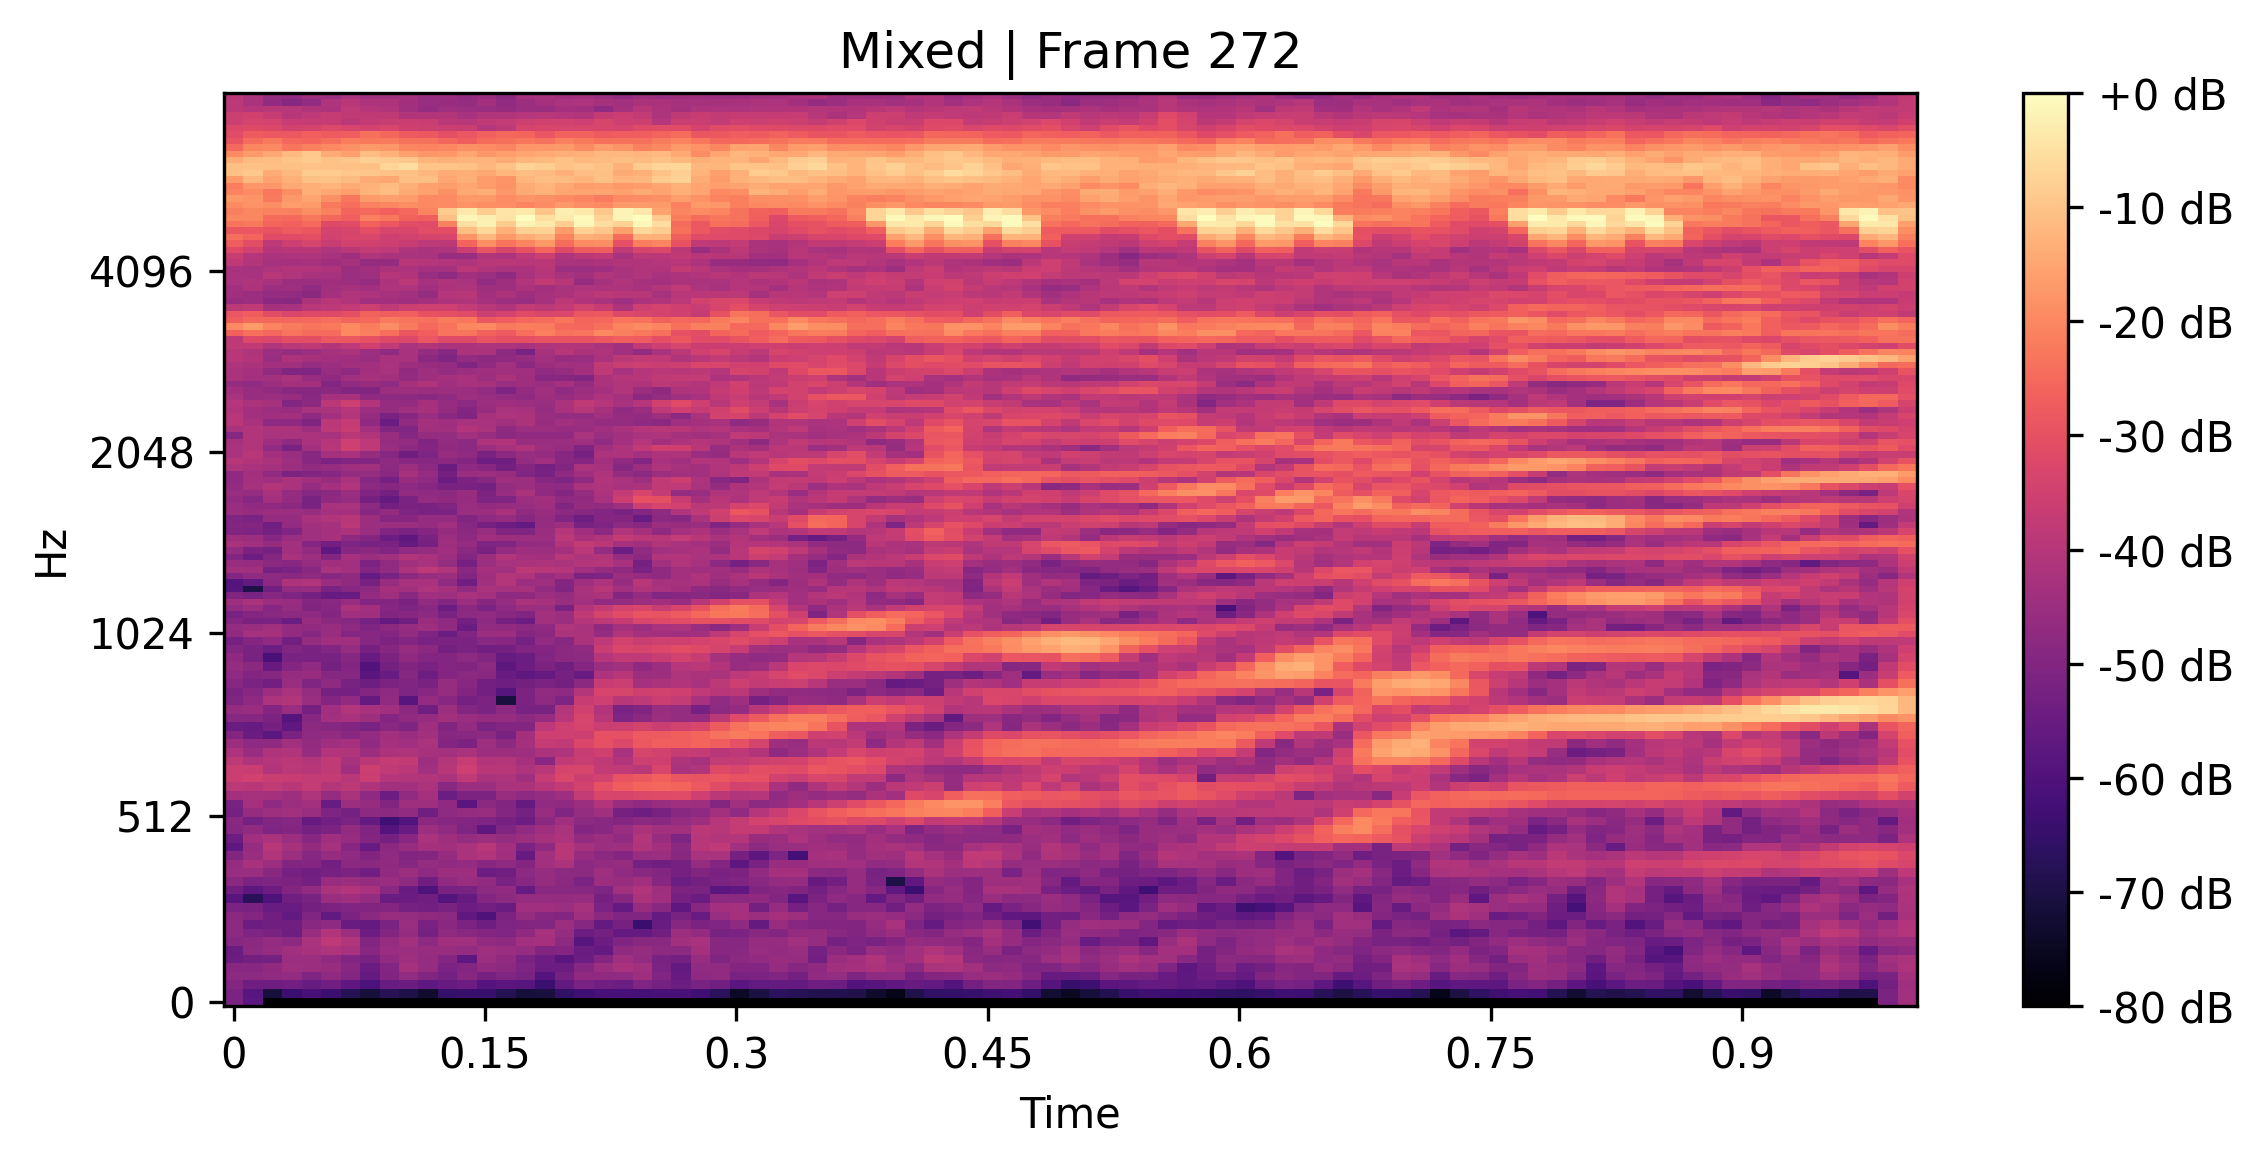 Mixed | Frame 272
+0 dB
-10 dB
-20 dB
-30 dB
-40 dB
-50 dB
-60 dB
-70 dB
-80 dB
Hz
4096
2048
1024
512
0
0 0.15 0.3 0.45 0.6 0.75 0.9
Time